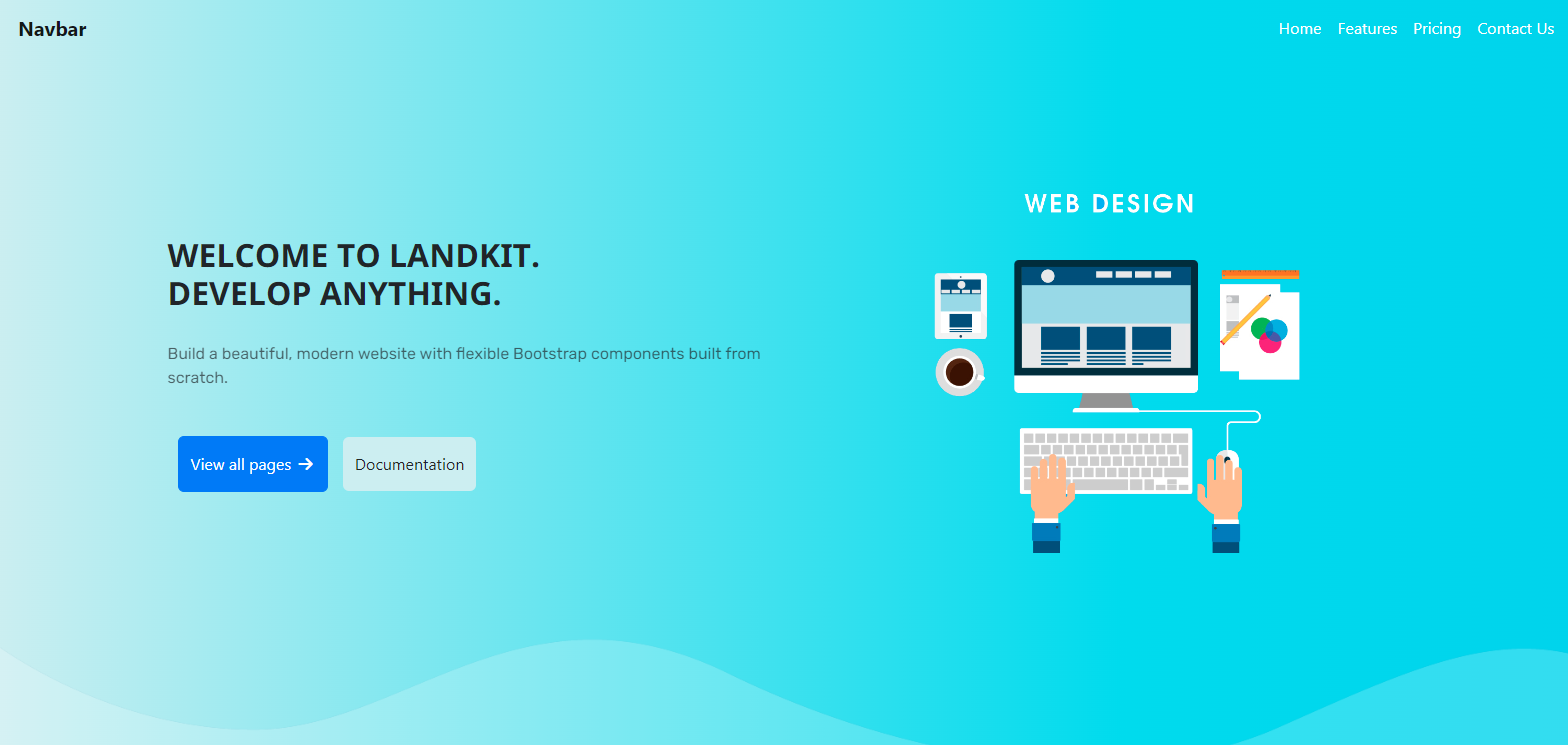 Navbar
Home Features Pricing Contact Us
WEB DESIGN
WELCOME TO LANDKIT.
DEVELOP ANYTHING.
Build a beautiful, modern website with flexible Bootstrap components built from
scratch.
View all pages →
Documentation